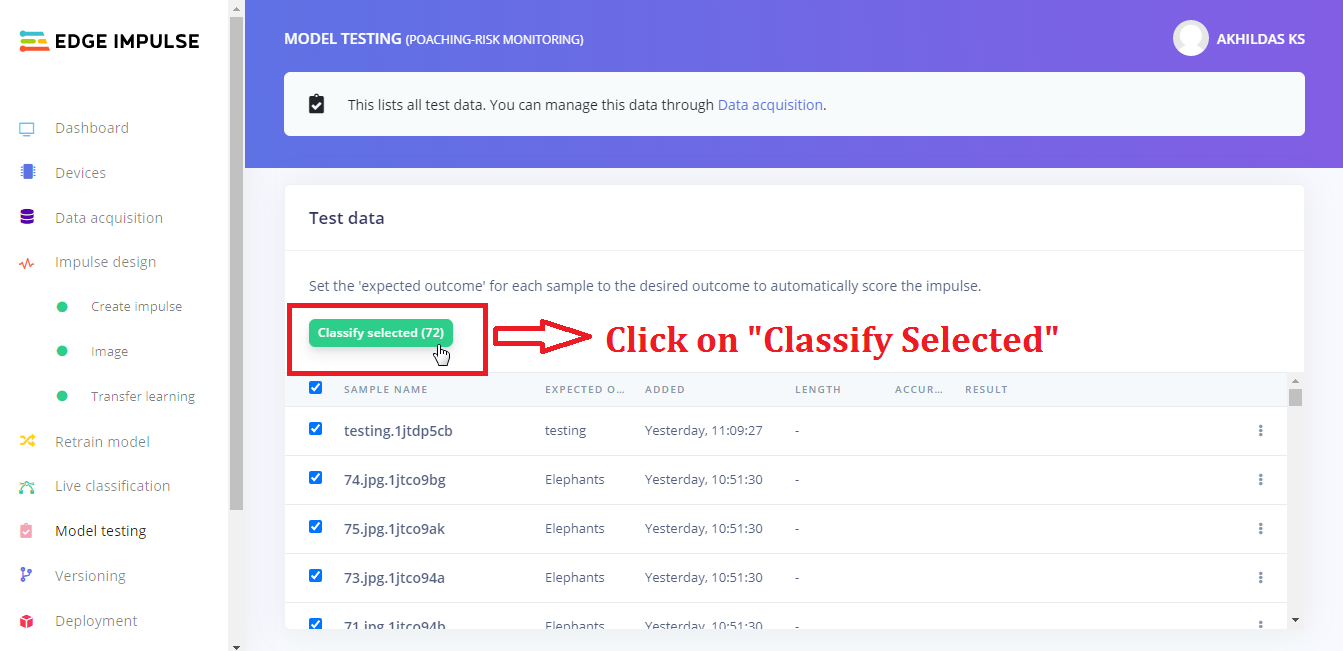 EDGE IMPULSE
Dashboard
Devices
Data acquisition
Impulse design
Create impulse
Image
Transfer learning
Retrain model
Live classification
Model testing
Versioning
Deployment
MODEL TESTING (POACHING-RISK MONITORING)
AKHILDAS KS
This lists all test data. You can manage this data through Data acquisition.
Test data
Set the 'expected outcome' for each sample to the desired outcome to automatically score the impulse.
Classify selected (72)
Click on "Classify Selected"
SAMPLE NAME EXPECTED O... ADDED LENGTH ACCUR... RESULT
testing.1jtdp5cb testing Yesterday, 11:09:27 -
74.jpg.1jtco9bg Elephants Yesterday, 10:51:30 -
75.jpg.1jtco9ak Elephants Yesterday, 10:51:30 -
73.jpg.1jtco94a Elephants Yesterday, 10:51:30 -
71.jpg.1jtco94b Elephants Yesterday, 10:51:30 -